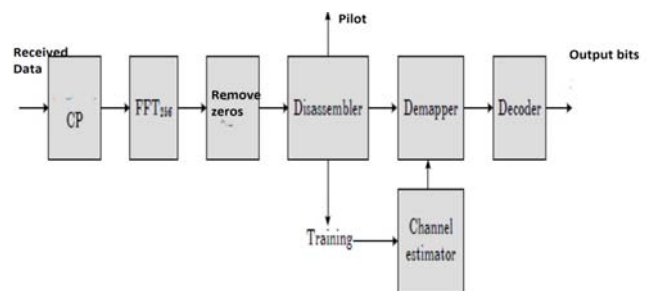 Pilot
Received
Data
Output bits
CP
FFT256
Remove
zeros
Disassembler
Demapper
Decoder
Training
Channel
estimator